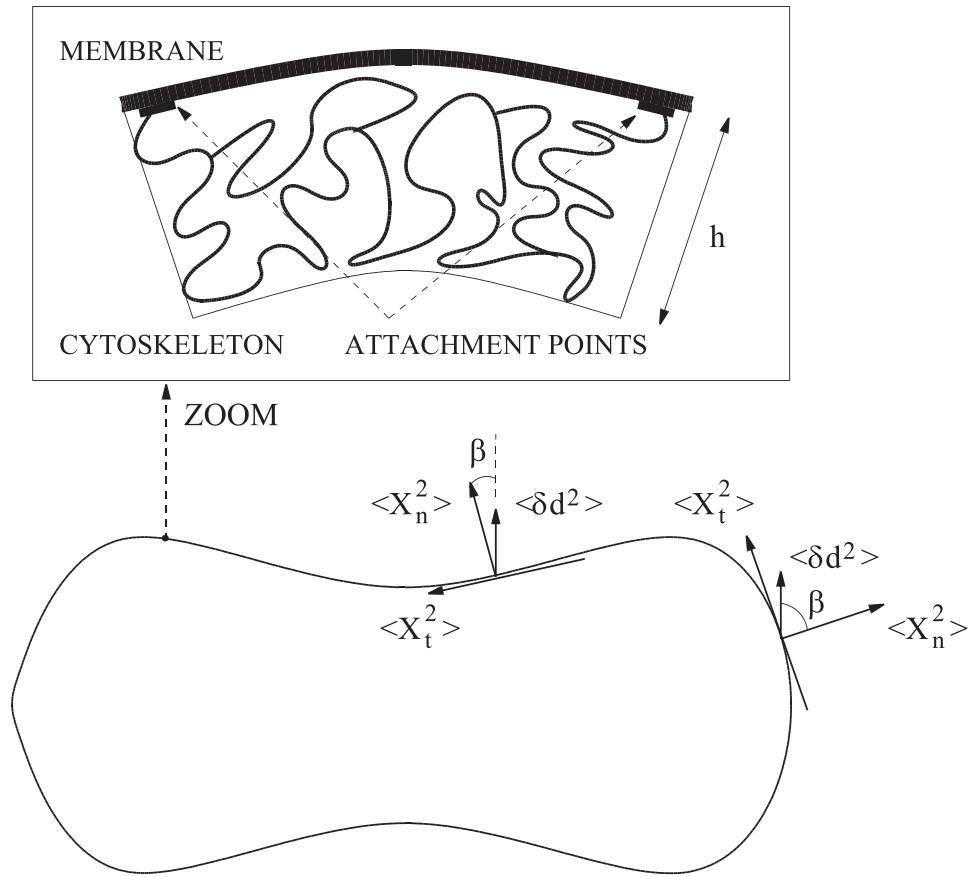 MEMBRANE
h
CYTOSKELETON ATTACHMENT POINTS
ZOOM
β
<X_n^2> <δd^2> <X_t^2>
<δd^2>
β
<X_t^2> <X_n^2>